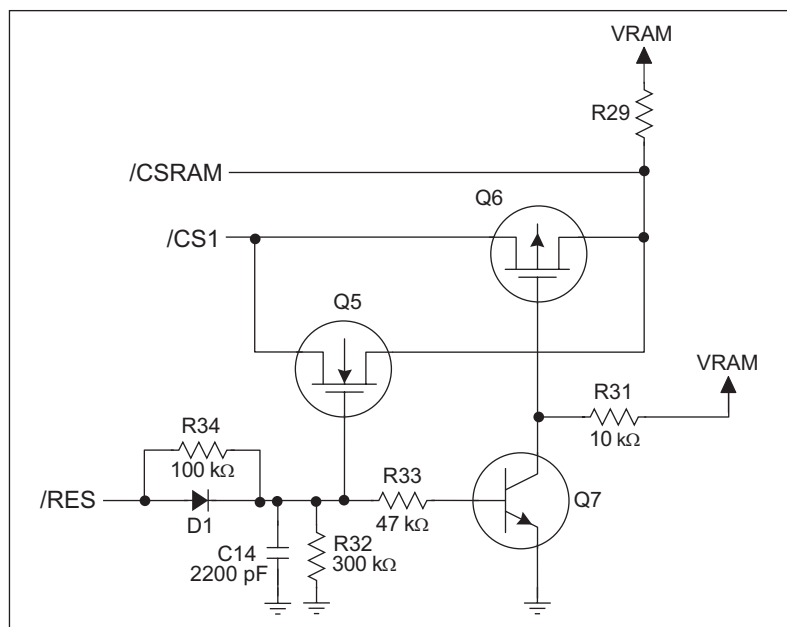 VRAM
R29
/CSRAM
Q6
/CS1
Q5
VRAM
R31
10 kΩ
R34
100 kΩ
R33
47 kΩ
Q7
/RES
D1
C14
2200 pF
R32
300 kΩ